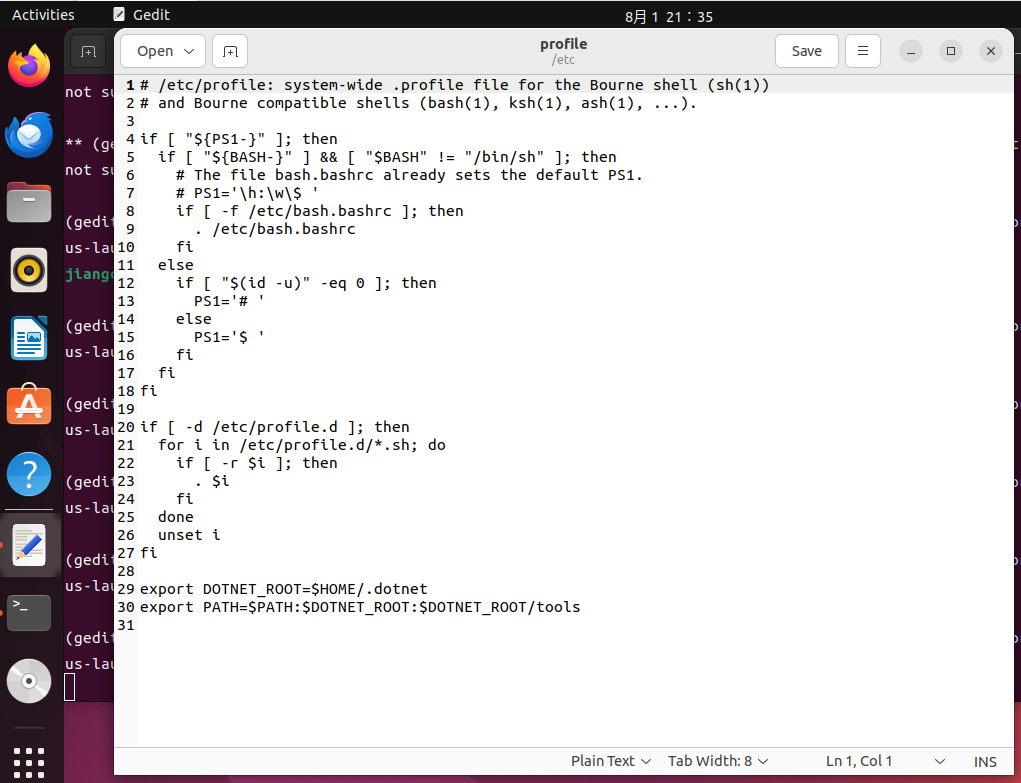 Activities Gedit 8月 1 21：35
Open profile Save
/etc
not su
** (ge
not su
(gedit
us-lau
jiang
(gedit
us-lau
(gedit
us-lau
(gedit
us-lau
(gedit
us-lau
(gedit
us-lau
1 # /etc/profile: system-wide .profile file for the Bourne shell (sh(1))
2 # and Bourne compatible shells (bash(1), ksh(1), ash(1), ...).
3
4 if [ "${PS1-}" ]; then
5   if [ "${BASH-}" ] && [ "$BASH" != "/bin/sh" ]; then
6     # The file bash.bashrc already sets the default PS1.
7     # PS1='\h:\w\$ '
8     if [ -f /etc/bash.bashrc ]; then
9       . /etc/bash.bashrc
10     fi
11   else
12     if [ "$(id -u)" -eq 0 ]; then
13       PS1='# '
14     else
15       PS1='$ '
16     fi
17   fi
18 fi
19
20 if [ -d /etc/profile.d ]; then
21   for i in /etc/profile.d/*.sh; do
22     if [ -r $i ]; then
23       . $i
24     fi
25   done
26   unset i
27 fi
28
29 export DOTNET_ROOT=$HOME/.dotnet
30 export PATH=$PATH:$DOTNET_ROOT:$DOTNET_ROOT/tools
31
Plain Text Tab Width: 8 Ln 1, Col 1 INS